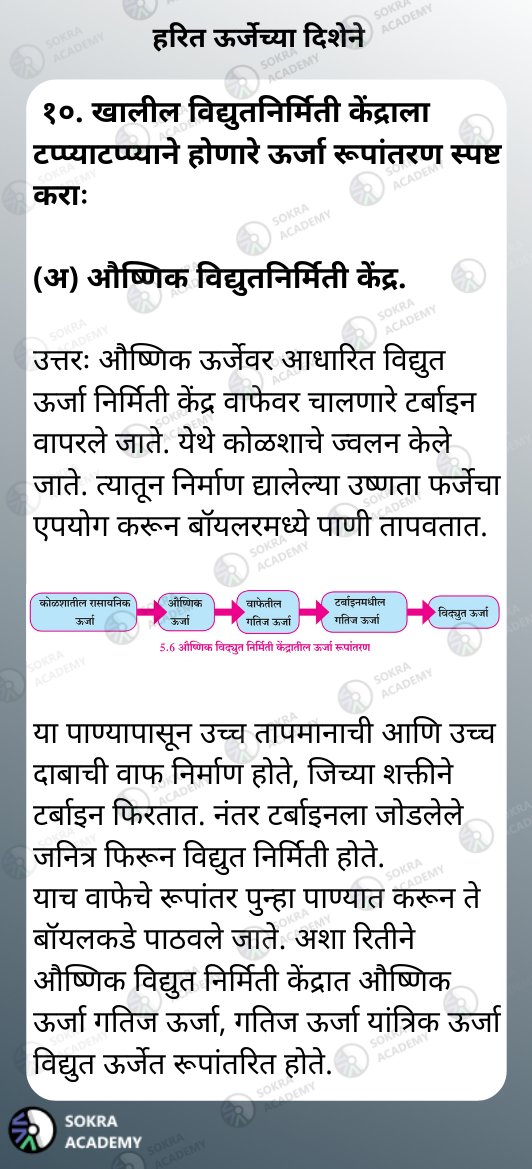 हरित ऊर्जेच्या दिशेने
१०. खालील विद्युतनिर्मिती केंद्राला
टप्प्याटप्प्याने होणारे ऊर्जा रूपांतरण स्पष्ट
कराः
(अ) औष्णिक विद्युतनिर्मिती केंद्र.
उत्तरः औष्णिक ऊर्जेवर आधारित विद्युत
ऊर्जा निर्मिती केंद्र वाफेवर चालणारे टर्बाइन
वापरले जाते. येथे कोळशाचे ज्वलन केले
जाते. त्यातून निर्माण द्यालेल्या उष्णता फर्जेचा
एपयोग करून बॉयलरमध्ये पाणी तापवतात.
कोळशातील रासायनिक
ऊर्जा
औष्णिक
ऊर्जा
वाफेतील
गतिज ऊर्जा
टर्बाइनमधील
गतिज ऊर्जा
विद्युत ऊर्जा
5.6 औष्णिक विद्युत निर्मिती केंद्रातील ऊर्जा रूपांतरण
या पाण्यापासून उच्च तापमानाची आणि उच्च
दाबाची वाफ निर्माण होते, जिच्या शक्तीने
टर्बाइन फिरतात. नंतर टर्बाइनला जोडलेले
जनित्र फिरून विद्युत निर्मिती होते.
याच वाफेचे रूपांतर पुन्हा पाण्यात करून ते
बॉयलकडे पाठवले जाते. अशा रितीने
औष्णिक विद्युत निर्मिती केंद्रात औष्णिक
ऊर्जा गतिज ऊर्जा, गतिज ऊर्जा यांत्रिक ऊर्जा
विद्युत ऊर्जेत रूपांतरित होते.
SOKRA
ACADEMY